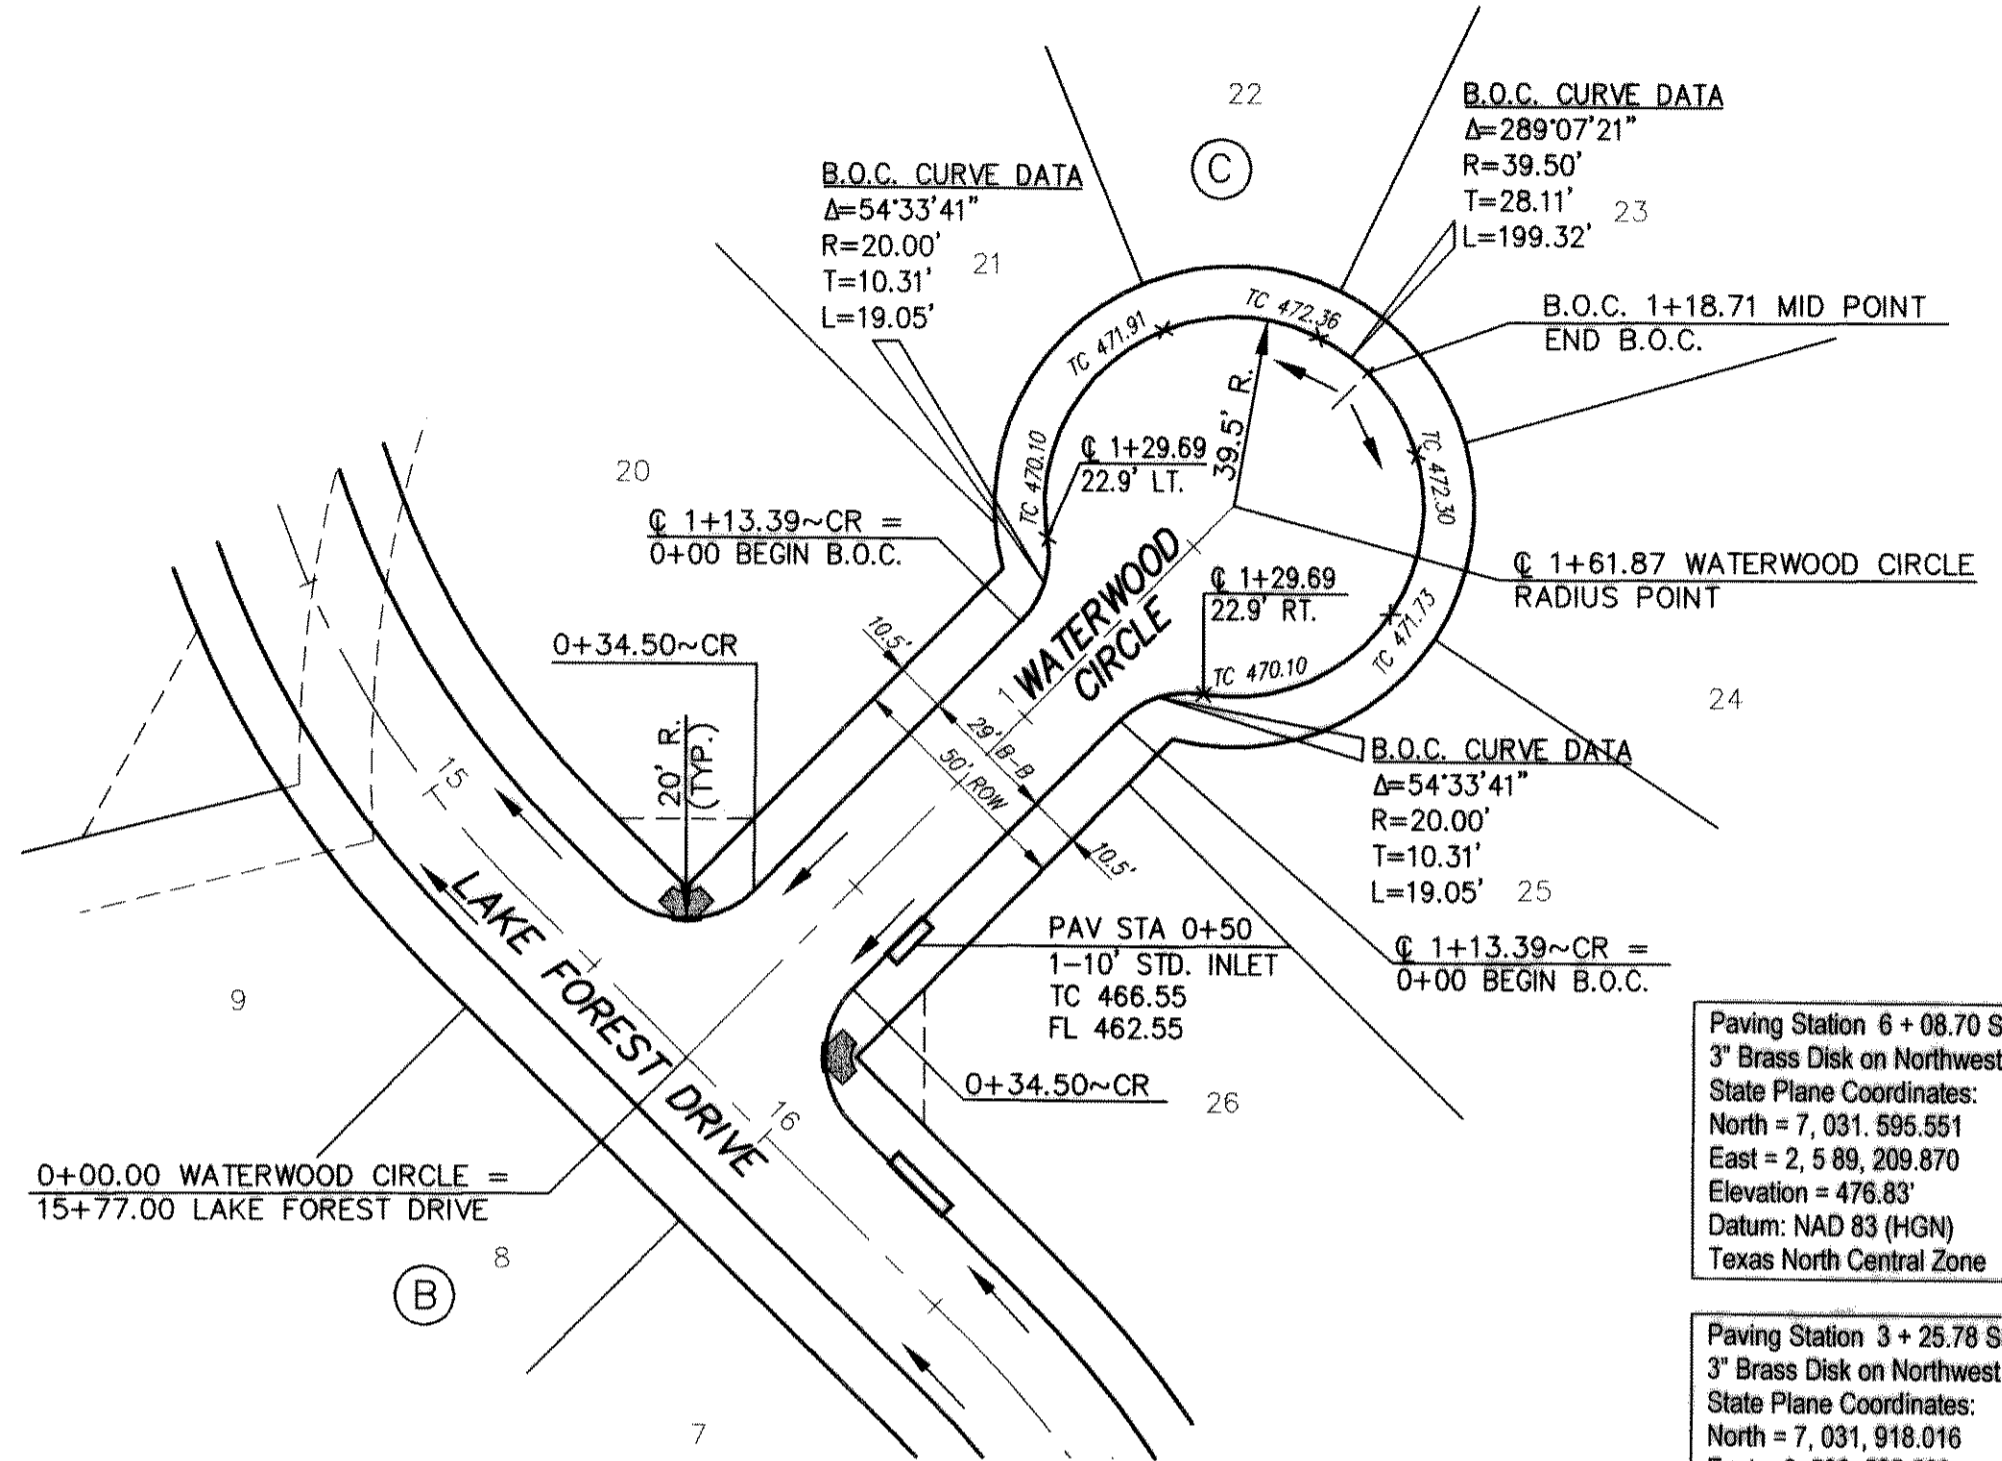 22
C
B.O.C. CURVE DATA
Δ=289°07'21"
R=39.50'
T=28.11'
L=199.32'
23
B.O.C. CURVE DATA
Δ=54°33'41"
R=20.00'
T=10.31'
L=19.05'
21
TC 471.91
TC 472.36
B.O.C. 1+18.71 MID POINT
END B.O.C.
39.5' R.
TC 470.10
℄ 1+29.69
22.9' LT.
TC 472.30
20
℄ 1+13.39~CR =
0+00 BEGIN B.O.C.
℄ 1+61.87 WATERWOOD CIRCLE
RADIUS POINT
℄ 1+29.69
22.9' RT.
TC 471.73
TC 470.10
1
WATERWOOD
CIRCLE
10.5'
29' B-B
50' ROW
10.5'
0+34.50~CR
20' R.
(TYP.)
24
B.O.C. CURVE DATA
Δ=54°33'41"
R=20.00'
T=10.31'
L=19.05'
25
15
LAKE FOREST DRIVE
16
PAV STA 0+50
1-10' STD. INLET
TC 466.55
FL 462.55
℄ 1+13.39~CR =
0+00 BEGIN B.O.C.
9
0+34.50~CR
26
0+00.00 WATERWOOD CIRCLE =
15+77.00 LAKE FOREST DRIVE
8
B
7
Paving Station 6 + 08.70 S
3" Brass Disk on Northwest
State Plane Coordinates:
North = 7, 031. 595.551
East = 2, 5 89, 209.870
Elevation = 476.83'
Datum: NAD 83 (HGN)
Texas North Central Zone
Paving Station 3 + 25.78 S
3" Brass Disk on Northwest
State Plane Coordinates:
North = 7, 031, 918.016